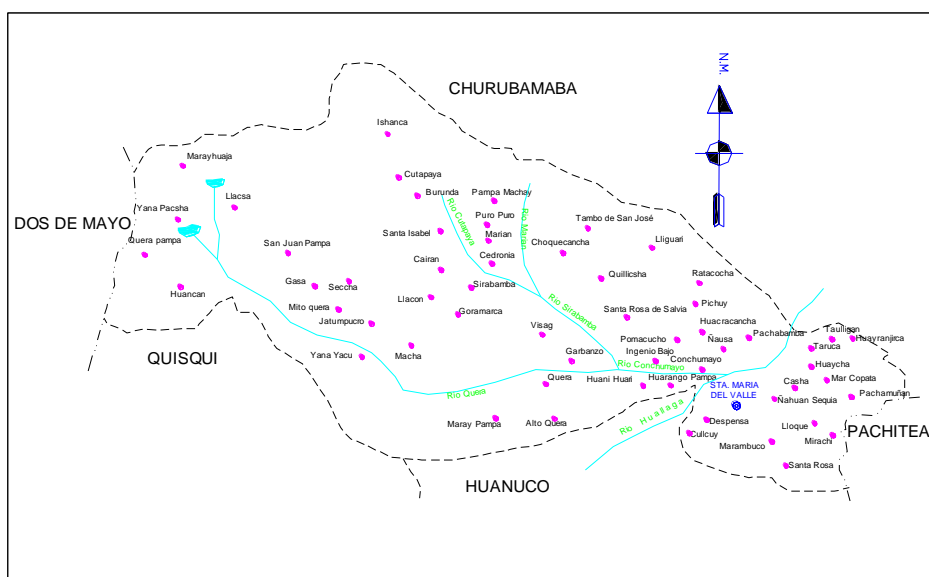 CHURUBAMABA
N.M.
Ishanca
Marayhuaja
Cutapaya
Llacsa
Burunda
Pampa Machay
DOS DE MAYO
Yana Pacsha
Rio Cutapaya
Puro Puro
Rio Marian
Tambo de San José
Santa Isabel
Marian
Quera pampa
San Juan Pampa
Choquecancha
Lliguari
Cedronia
Cairan
Huancan
Gasa
Seccha
Sirabamba
Quillicsha
Ratacocha
Llacon
Rio Sirabamba
Mito quera
Goramarca
Santa Rosa de Salvia
Pichuy
Jatumpucro
Visag
Huacracancha
Pachabamba
Taulligan
Huayranjirca
QUISQUI
Yana Yacu
Macha
Pomacucho
Ñausa
Taruca
Garbanzo
Ingenio Bajo
Conchumayo
Rio Conchumayo
Huaycha
Quera
Huani Huari
Huarango Pampa
STA. MARIA
DEL VALLE
Casha
Mar Copata
Rio Quera
Ñahuan Sequia
Pachamuñan
Maray Pampa
Alto Quera
Rio Huallaga
Despensa
Lloque
PACHITEA
Cullcuy
Marambuco
Mirachi
Santa Rosa
HUANUCO